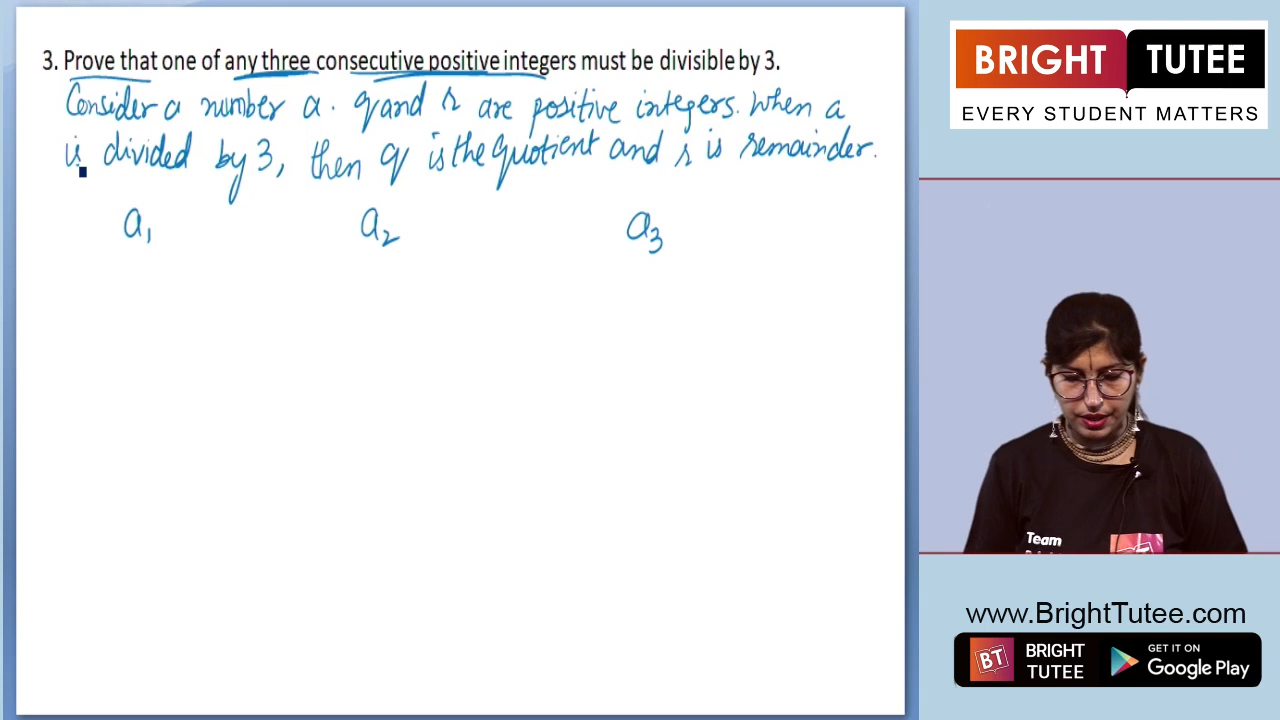 3. Prove that one of any three consecutive positive integers must be divisible by 3.
Consider a number a. q and r are positive integers. When a
is divided by 3, then q is the quotient and r is remainder.
a₁ a₂ a₃
BRIGHT TUTEE
EVERY STUDENT MATTERS
Team
www.BrightTutee.com
BT BRIGHT TUTEE
GET IT ON
Google Play